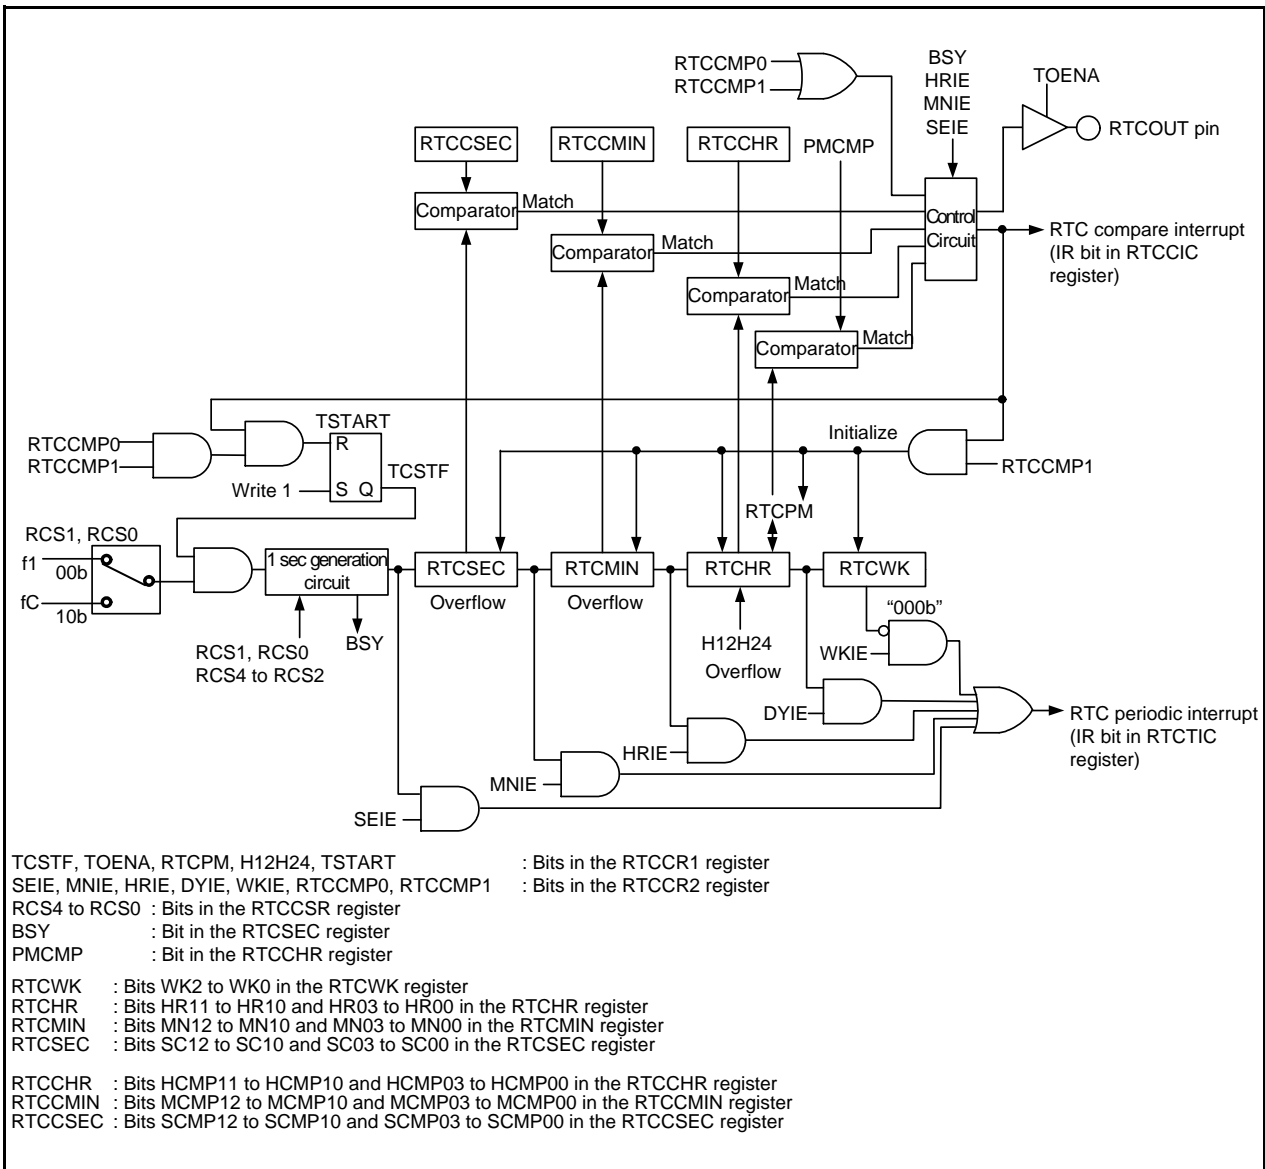 RTCCMP0
RTCCMP1
BSY
HRIE
MNIE
SEIE
TOENA
RTCOUT pin
RTCCSEC
RTCCMIN
RTCCHR
PMCMP
Comparator
Match
Control
Circuit
RTC compare interrupt
(IR bit in RTCCIC
register)
Comparator
Match
Comparator
Match
Comparator
Match
RTCCMP0
RTCCMP1
TSTART
R
S Q
TCSTF
Write 1
Initialize
RTCCMP1
RCS1, RCS0
f1
00b
fC
10b
1 sec generation
circuit
RTCSEC
Overflow
RTCMIN
Overflow
RTCPM
RTCHR
RTCWK
RCS1, RCS0
RCS4 to RCS2
BSY
H12H24
Overflow
“000b”
WKIE
DYIE
HRIE
MNIE
SEIE
RTC periodic interrupt
(IR bit in RTCTIC
register)
TCSTF, TOENA, RTCPM, H12H24, TSTART : Bits in the RTCCR1 register
SEIE, MNIE, HRIE, DYIE, WKIE, RTCCMP0, RTCCMP1 : Bits in the RTCCR2 register
RCS4 to RCS0 : Bits in the RTCCSR register
BSY : Bit in the RTCSEC register
PMCMP : Bit in the RTCCHR register
RTCWK : Bits WK2 to WK0 in the RTCWK register
RTCHR : Bits HR11 to HR10 and HR03 to HR00 in the RTCHR register
RTCMIN : Bits MN12 to MN10 and MN03 to MN00 in the RTCMIN register
RTCSEC : Bits SC12 to SC10 and SC03 to SC00 in the RTCSEC register
RTCCHR : Bits HCMP11 to HCMP10 and HCMP03 to HCMP00 in the RTCCHR register
RTCCMIN : Bits MCMP12 to MCMP10 and MCMP03 to MCMP00 in the RTCCMIN register
RTCCSEC : Bits SCMP12 to SCMP10 and SCMP03 to SCMP00 in the RTCCSEC register